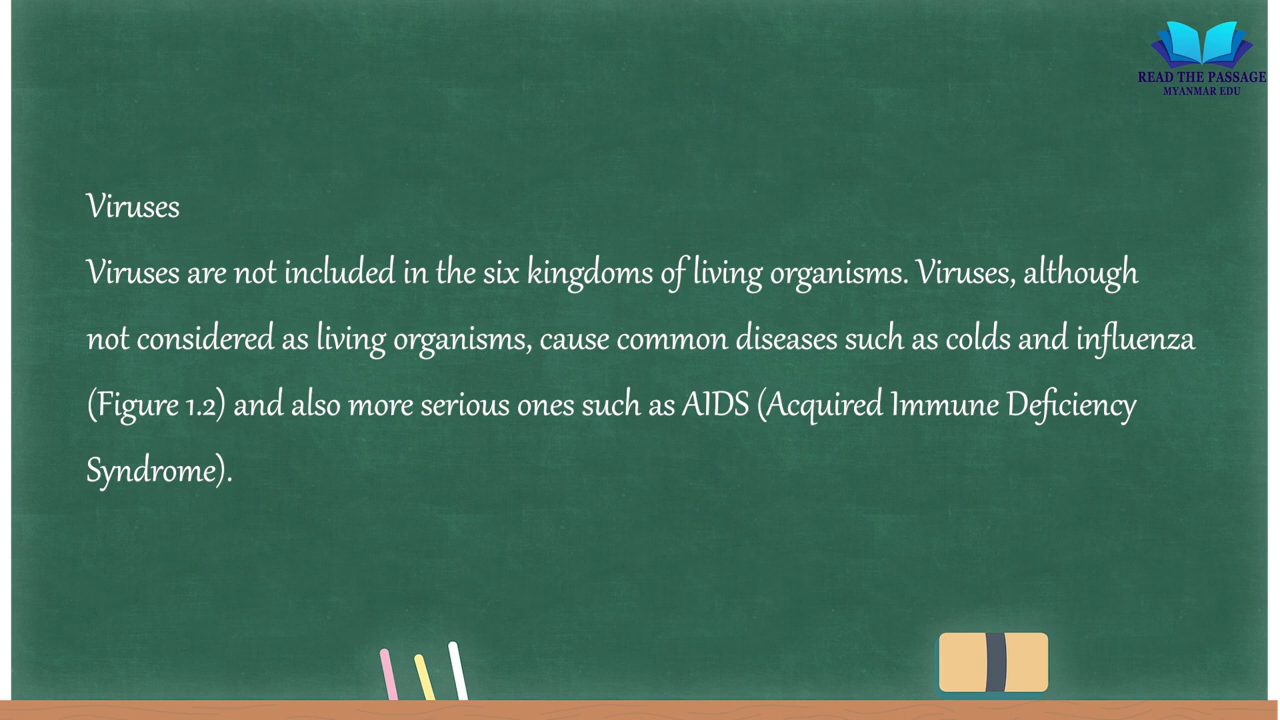 READ THE PASSAGE
MYANMAR EDU
Viruses
Viruses are not included in the six kingdoms of living organisms. Viruses, although
not considered as living organisms, cause common diseases such as colds and influenza
(Figure 1.2) and also more serious ones such as AIDS (Acquired Immune Deficiency
Syndrome).